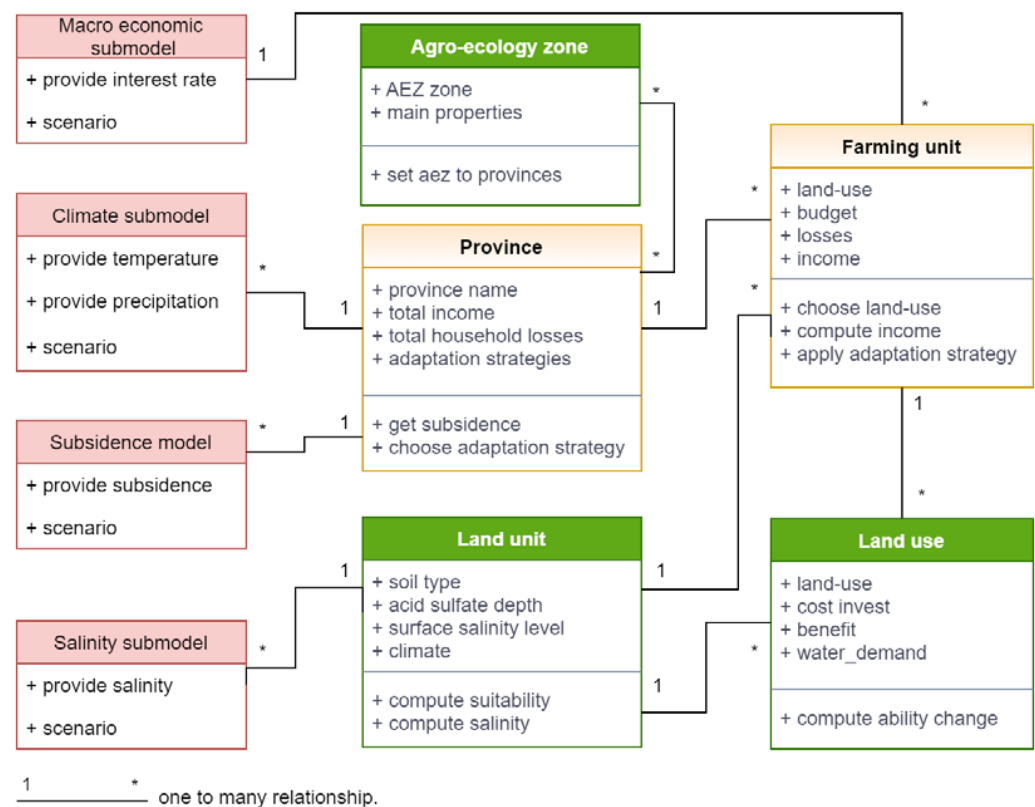 Macro economic
submodel
+ provide interest rate
+ scenario
1
Agro-ecology zone
+ AEZ zone
+ main properties
+ set aez to provinces
*
*
Farming unit
+ land-use
+ budget
+ losses
+ income
+ choose land-use
+ compute income
+ apply adaptation strategy
*
*
1
Climate submodel
+ provide temperature
+ provide precipitation
+ scenario
*
1
Province
+ province name
+ total income
+ total household losses
+ adaptation strategies
+ get subsidence
+ choose adaptation strategy
*
1
1
Subsidence model
+ provide subsidence
+ scenario
*
Land unit
+ soil type
+ acid sulfate depth
+ surface salinity level
+ climate
+ compute suitability
+ compute salinity
1
1
1
Land use
+ land-use
+ cost invest
+ benefit
+ water_demand
+ compute ability change
*
*
Salinity submodel
+ provide salinity
+ scenario
*
1 *
one to many relationship.